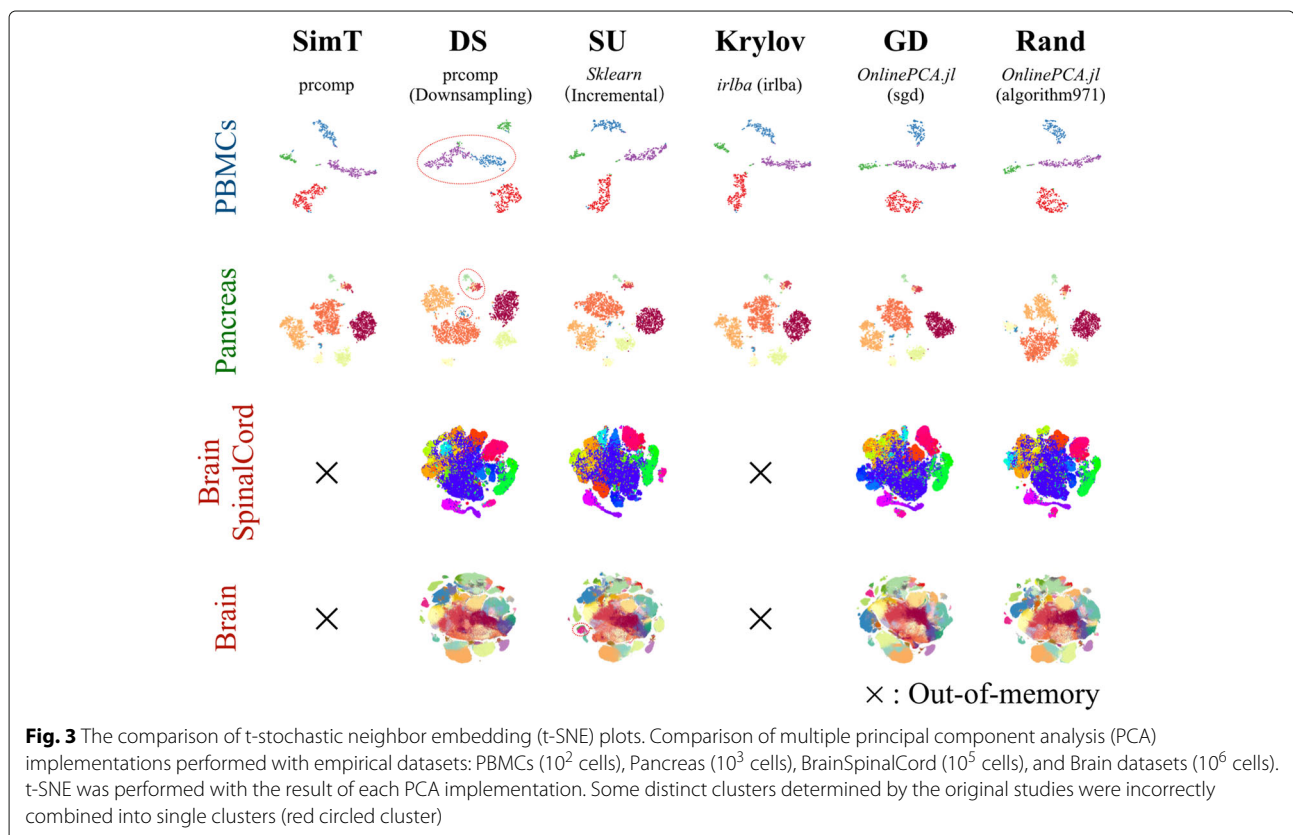 SimT DS SU Krylov GD Rand
prcomp prcomp Sklearn irlba (irlba) OnlinePCA.jl OnlinePCA.jl
(Downsampling) (Incremental) (sgd) (algorithm971)
PBMCs
Pancreas
Brain
SpinalCord
× ×
Brain
× ×
× : Out-of-memory
Fig. 3 The comparison of t-stochastic neighbor embedding (t-SNE) plots. Comparison of multiple principal component analysis (PCA)
implementations performed with empirical datasets: PBMCs (10² cells), Pancreas (10³ cells), BrainSpinalCord (10⁵ cells), and Brain datasets (10⁶ cells).
t-SNE was performed with the result of each PCA implementation. Some distinct clusters determined by the original studies were incorrectly
combined into single clusters (red circled cluster)